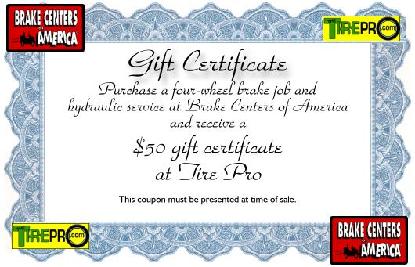 BRAKE CENTERS
AMERICA
TIREPRO.com
Gift Certificate
Purchase a four-wheel brake job and
hydraulic service at Brake Centers of America
and receive a
$50 gift certificate
at Tire Pro
This coupon must be presented at time of sale.
TIREPRO.com
BRAKE CENTERS
AMERICA